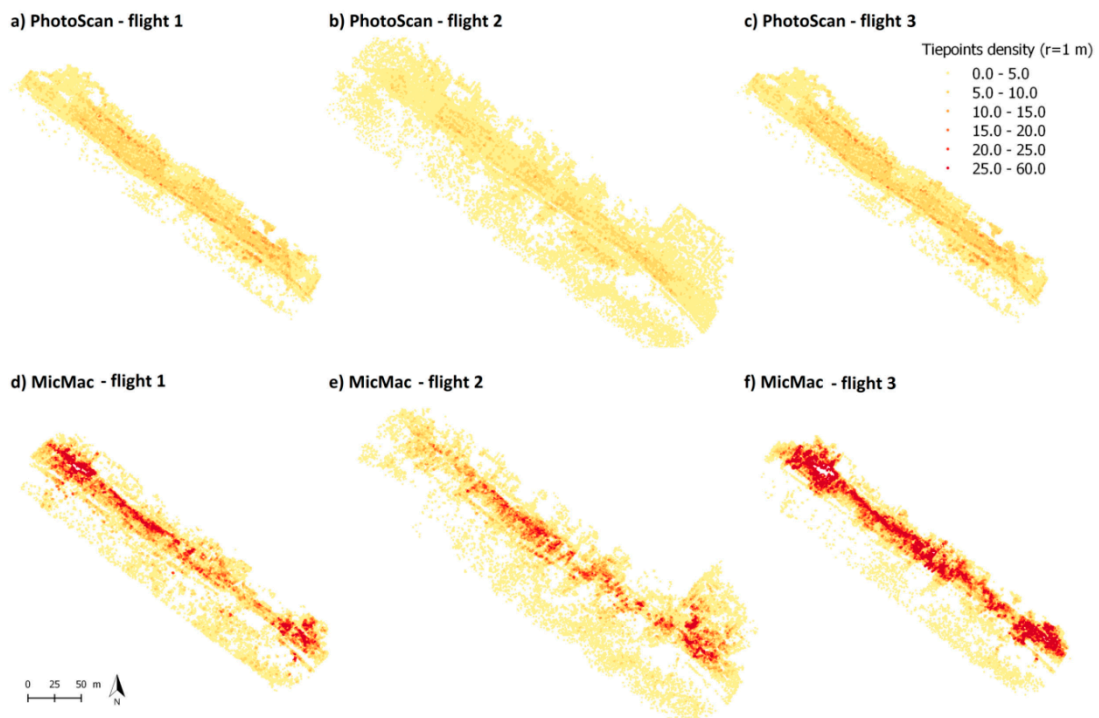 a) PhotoScan - flight 1
b) PhotoScan - flight 2
c) PhotoScan - flight 3
Tiepoints density (r=1 m)
0.0 - 5.0
5.0 - 10.0
10.0 - 15.0
15.0 - 20.0
20.0 - 25.0
25.0 - 60.0
d) MicMac - flight 1
e) MicMac - flight 2
f) MicMac - flight 3
0 25 50 m
N